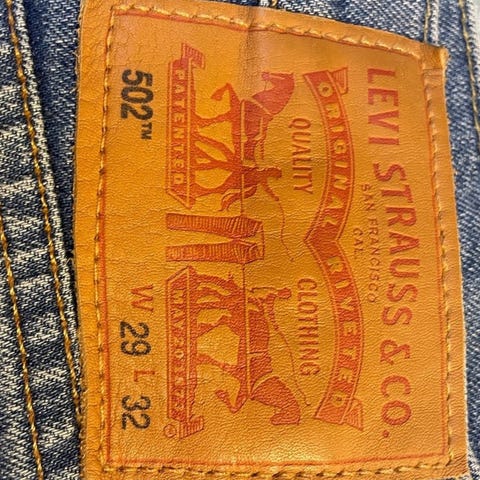 LEVI STRAUSS & CO.
SAN FRANCISCO
CAL.
ORIGINAL RIVETED
QUALITY CLOTHING
PATENTED MAY 20 1873
502™ W 29 L 32